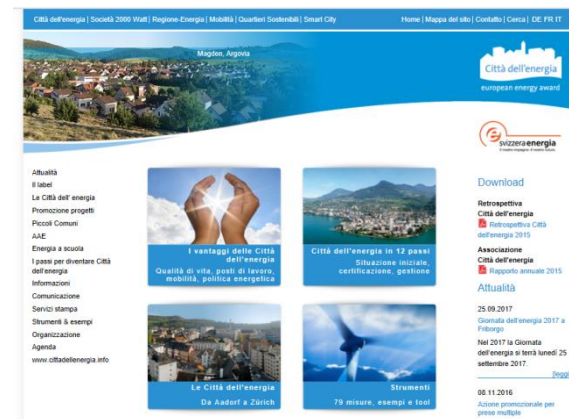 Città dell'energia | Società 2000 Watt | Regione-Energia | Mobilità | Quartieri Sostenibili | Smart City
Home | Mappa del sito | Contatto | Cerca | DE FR IT
Magden, Argovia
Città dell'energia
european energy award
svizzera energia
Attualità
Il label
Le Città dell' energia
Promozione progetti
Piccoli Comuni
AAE
Energia a scuola
I passi per diventare Città
dell'energia
Informazioni
Comunicazione
Servizi stampa
Strumenti & esempi
Organizzazione
Agenda
www.cittadellenergia.info
I vantaggi delle Città
dell'energia
Qualità di vita, posti di lavoro,
mobilità, politica energetica
Città dell'energia in 12 passi
Situazione iniziale,
certificazione, gestione
Le Città dell'energia
Da Aadorf a Zürich
Strumenti
79 misure, esempi e tool
Download
Retrospettiva
Città dell'energia
Retrospettiva Città
dell'energia 2015
Associazione
Città dell'energia
Rapporto annuale 2015
Attualità
25.09.2017
Giornata dell'energia 2017 a
Friborgo
Nel 2017 la Giornata
dell'energia si terrà lunedì 25
settembre 2017.
[leggi
08.11.2016
Azione promozionale per
prese multiple